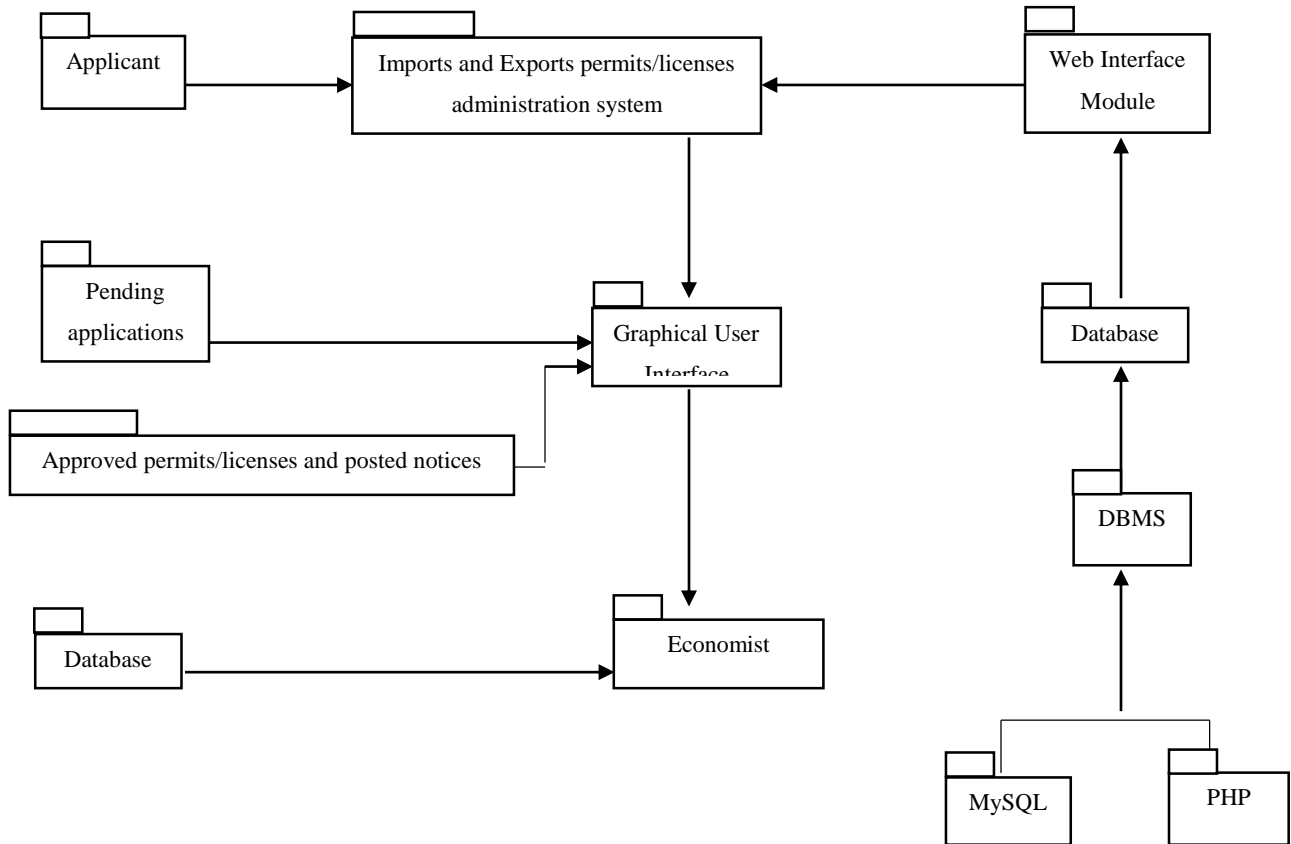 Applicant
Imports and Exports permits/licenses
administration system
Web Interface
Module
Pending
applications
Graphical User
Interface
Database
Approved permits/licenses and posted notices
DBMS
Database
Economist
MySQL
PHP